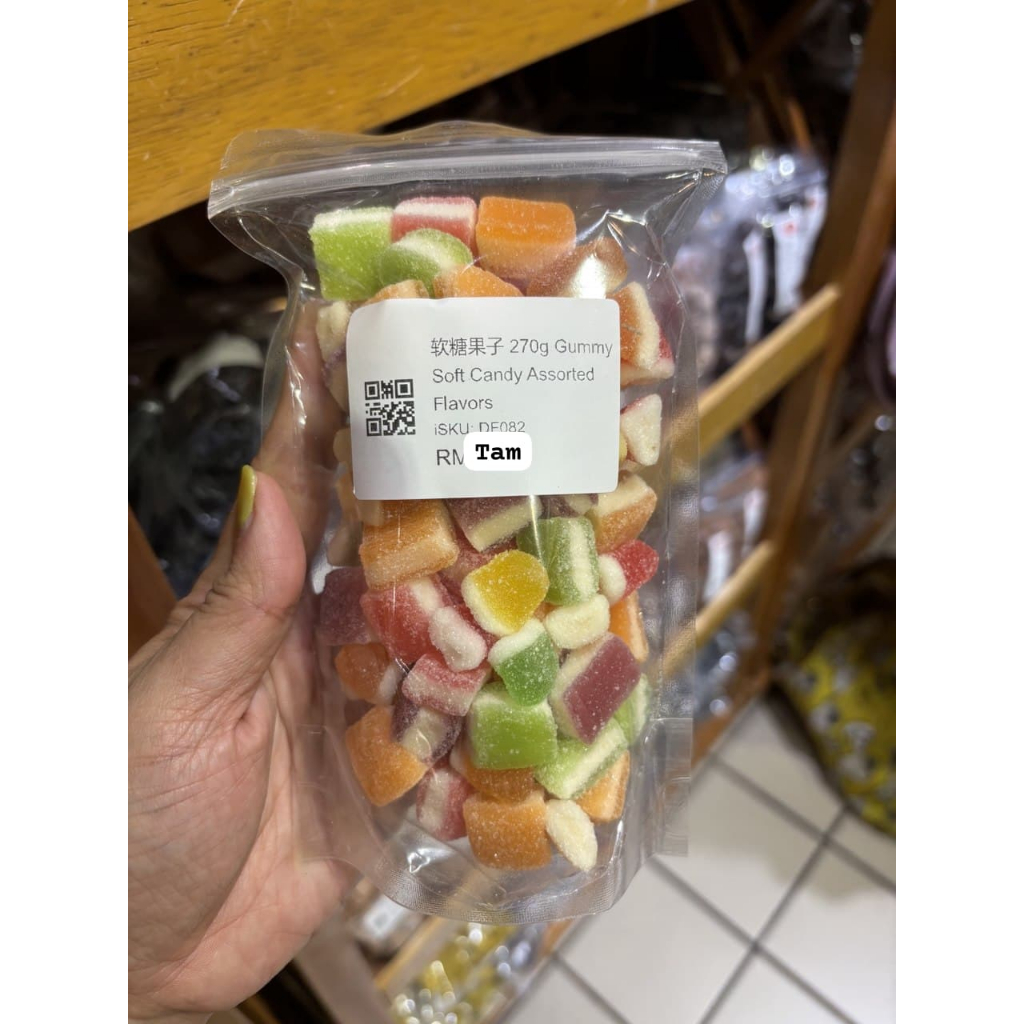 软糖果子 270g Gummy
Soft Candy Assorted
Flavors
iSKU: DF082
RM
Tam